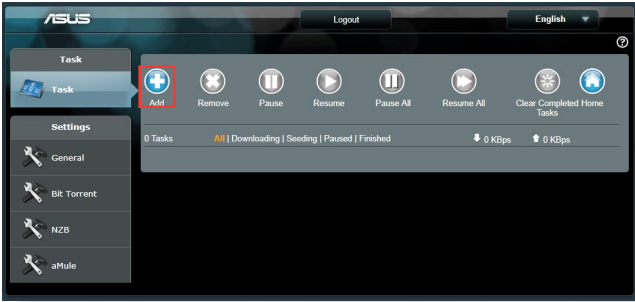 ASUS
Logout
English
?
Task
Task
Settings
General
Bit Torrent
NZB
aMule
Add
Remove
Pause
Resume
Pause All
Resume All
Clear Completed Tasks
Home
0 Tasks
All | Downloading | Seeding | Paused | Finished
0 KBps
0 KBps